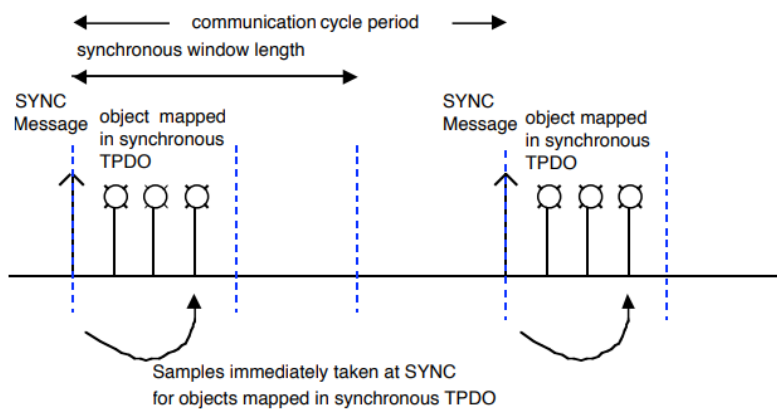 communication cycle period
synchronous window length
SYNC
Message
object mapped
in synchronous
TPDO
SYNC
Message
object mapped
in synchronous
TPDO
Samples immediately taken at SYNC
for objects mapped in synchronous TPDO